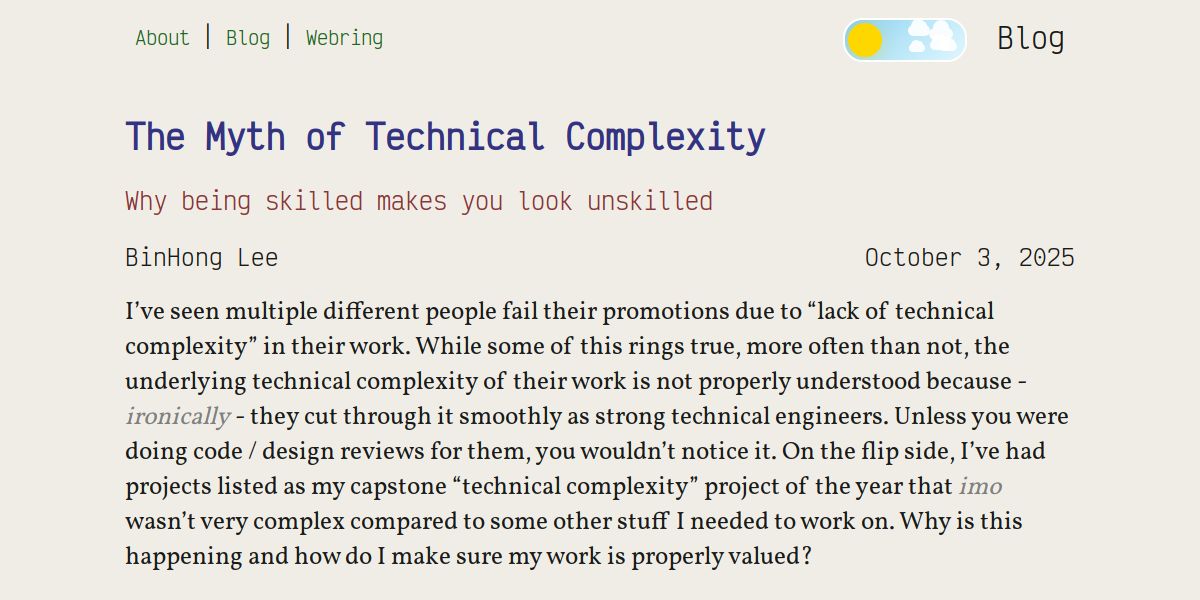 About | Blog | Webring
Blog
The Myth of Technical Complexity
Why being skilled makes you look unskilled
BinHong Lee
October 3, 2025
I’ve seen multiple different people fail their promotions due to “lack of technical
complexity” in their work. While some of this rings true, more often than not, the
underlying technical complexity of their work is not properly understood because -
ironically - they cut through it smoothly as strong technical engineers. Unless you were
doing code / design reviews for them, you wouldn’t notice it. On the flip side, I’ve had
projects listed as my capstone “technical complexity” project of the year that imo
wasn’t very complex compared to some other stuff I needed to work on. Why is this
happening and how do I make sure my work is properly valued?